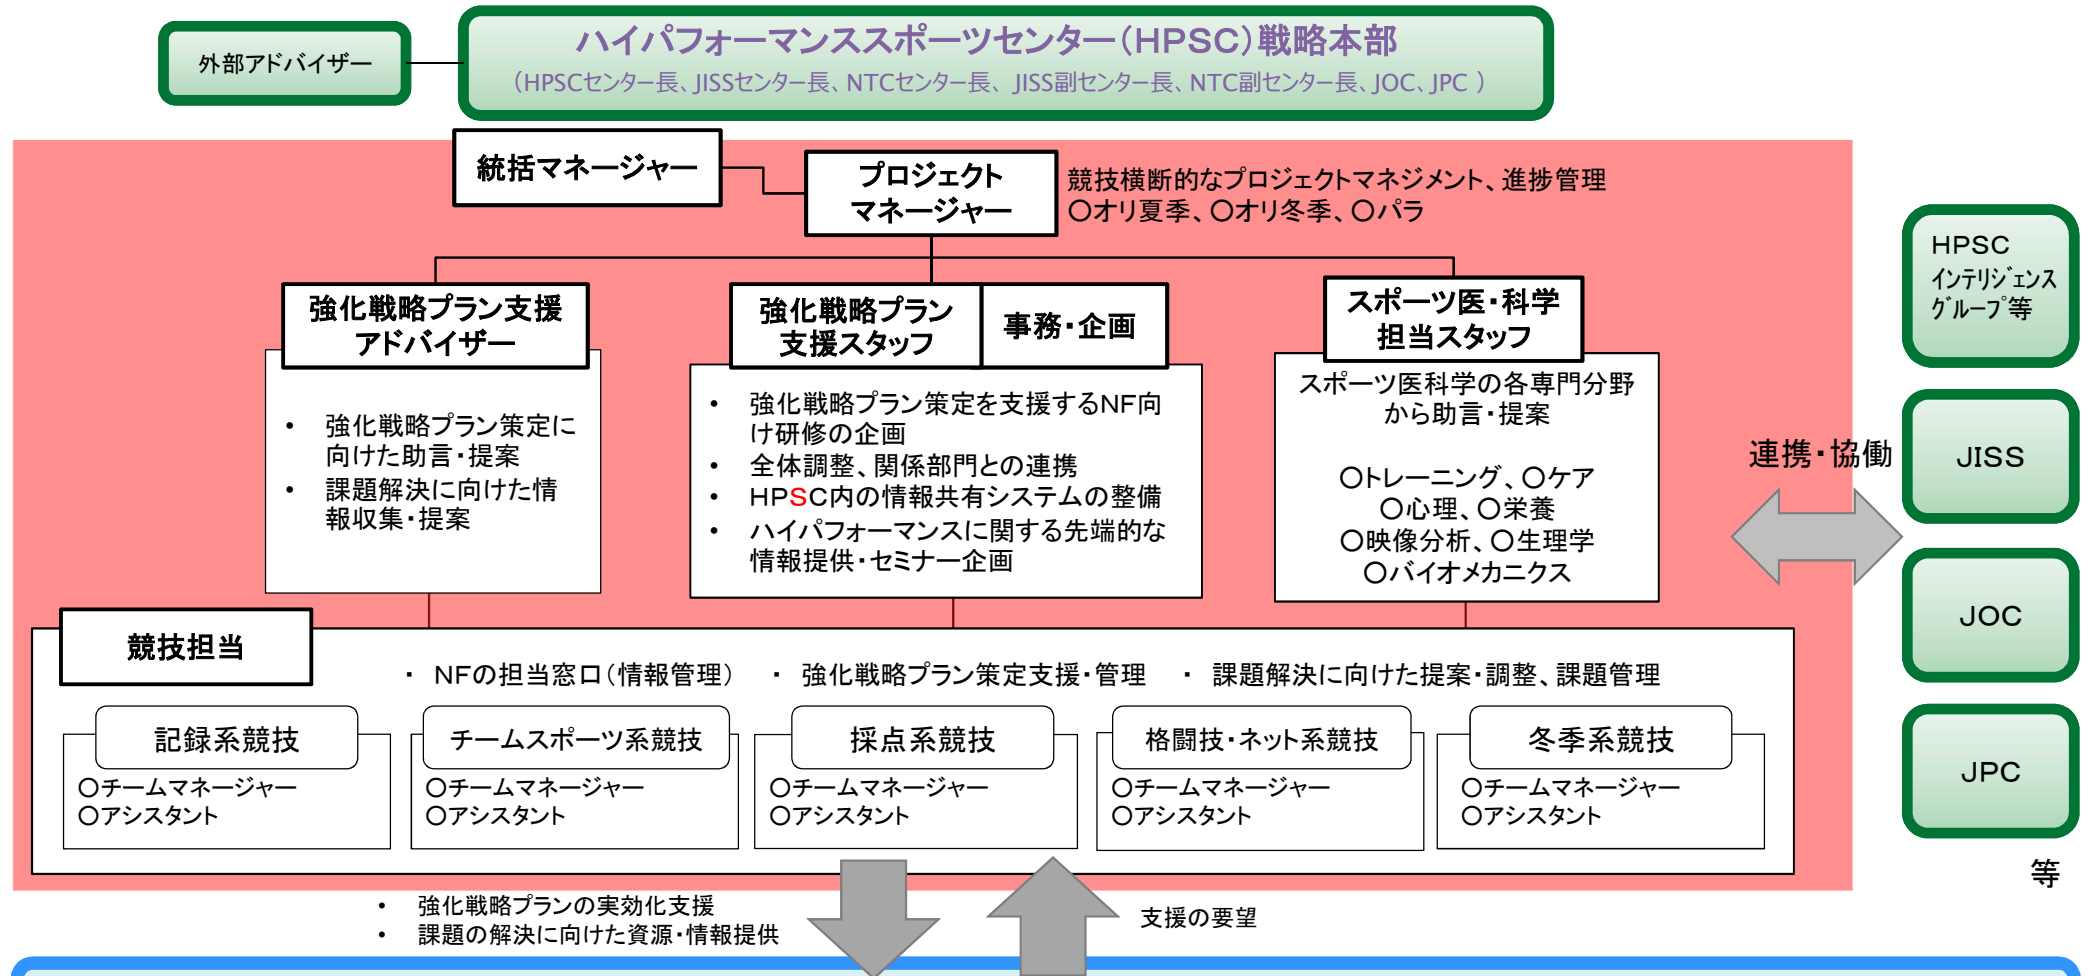 外部アドバイザー
ハイパフォーマンススポーツセンター（HPSC）戦略本部
（HPSCセンター長、JISSセンター長、NTCセンター長、 JISS副センター長、NTC副センター長、JOC、JPC ）
統括マネージャー
プロジェクト
マネージャー
競技横断的なプロジェクトマネジメント、進捗管理
〇オリ夏季、〇オリ冬季、〇パラ
強化戦略プラン支援
アドバイザー
• 強化戦略プラン策定に
向けた助言・提案
• 課題解決に向けた情
報収集・提案
強化戦略プラン
支援スタッフ
事務・企画
• 強化戦略プラン策定を支援するNF向
け研修の企画
• 全体調整、関係部門との連携
• HPSC内の情報共有システムの整備
• ハイパフォーマンスに関する先端的な
情報提供・セミナー企画
スポーツ医・科学
担当スタッフ
スポーツ医科学の各専門分野
から助言・提案
〇トレーニング、〇ケア
〇心理、〇栄養
〇映像分析、〇生理学
〇バイオメカニクス
連携・協働
HPSC
ｲﾝﾃﾘｼﾞｪﾝｽ
ｸﾞﾙｰﾌﾟ等
JISS
JOC
JPC
等
競技担当
・ NFの担当窓口（情報管理） ・ 強化戦略プラン策定支援・管理 ・ 課題解決に向けた提案・調整、課題管理
記録系競技
〇チームマネージャー
〇アシスタント
チームスポーツ系競技
〇チームマネージャー
〇アシスタント
採点系競技
〇チームマネージャー
〇アシスタント
格闘技・ネット系競技
〇チームマネージャー
〇アシスタント
冬季系競技
〇チームマネージャー
〇アシスタント
• 強化戦略プランの実効化支援
• 課題の解決に向けた資源・情報提供
支援の要望